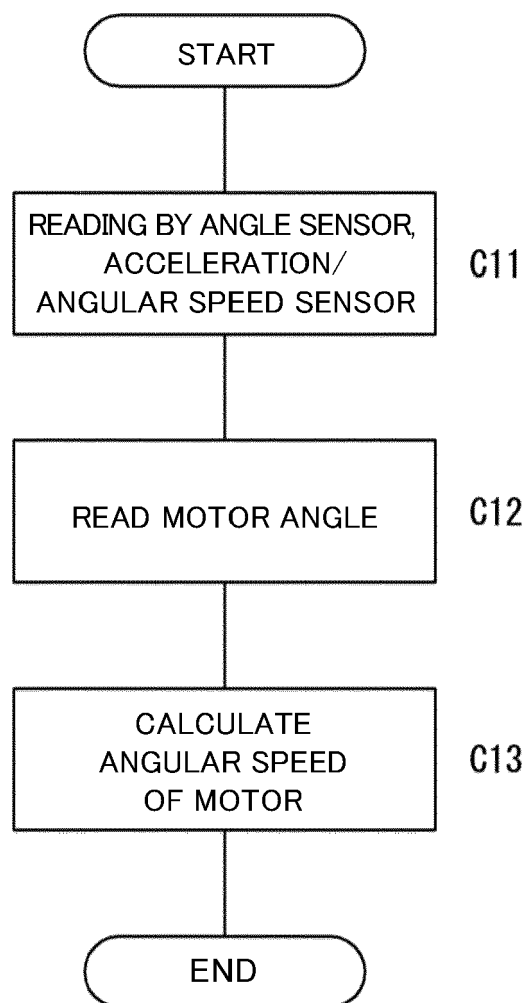 START
READING BY ANGLE SENSOR,
ACCELERATION/
ANGULAR SPEED SENSOR
C11
READ MOTOR ANGLE
C12
CALCULATE
ANGULAR SPEED
OF MOTOR
C13
END